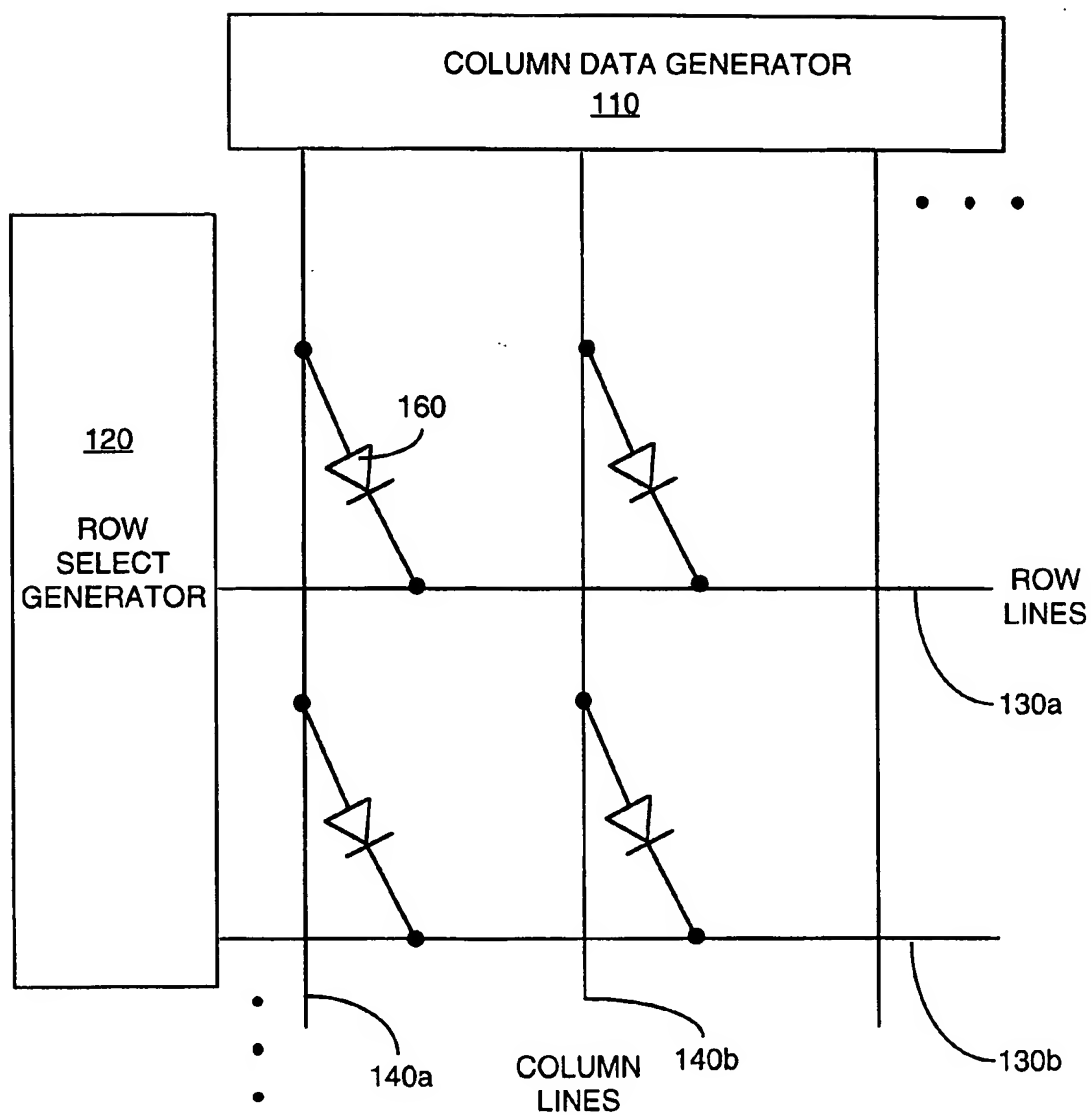 COLUMN DATA GENERATOR
110
120
ROW
SELECT
GENERATOR
160
ROW
LINES
130a
130b
140a
COLUMN
LINES
140b